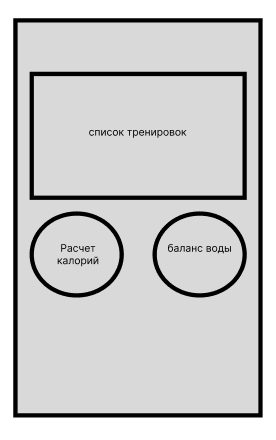 список тренировок
Расчет
калорий
баланс воды